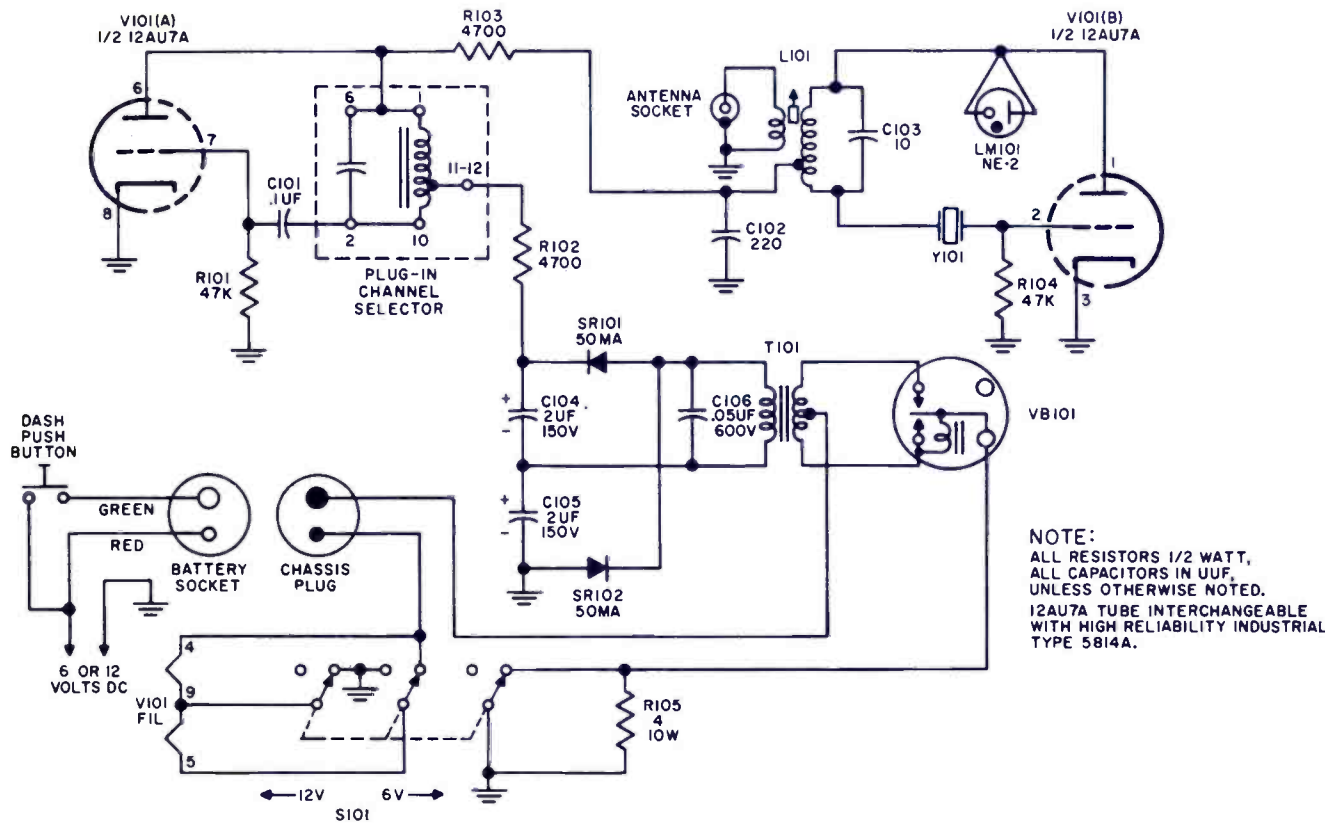 V101(A)
1/2 12AU7A
R103
4700
V101(B)
1/2 12AU7A
L101
6
6
1
ANTENNA
SOCKET
C103
10
LM101
NE-2
7
1
C101
.1UF
11-12
8
2
10
2
C102
220
Y101
R102
4700
R101
47K
PLUG-IN
CHANNEL
SELECTOR
R104
47K
3
SR101
50MA
T101
+
C104
2UF
150V
-
C106
.05UF
600V
VB101
DASH
PUSH
BUTTON
GREEN
RED
BATTERY
SOCKET
CHASSIS
PLUG
+
C105
2UF
150V
-
SR102
50MA
NOTE:
ALL RESISTORS 1/2 WATT,
ALL CAPACITORS IN UUF,
UNLESS OTHERWISE NOTED.
12AU7A TUBE INTERCHANGEABLE
WITH HIGH RELIABILITY INDUSTRIAL
TYPE 5814A.
6 OR 12
VOLTS DC
4
9
V101
FIL
5
R105
4
10W
12V
6V
S101